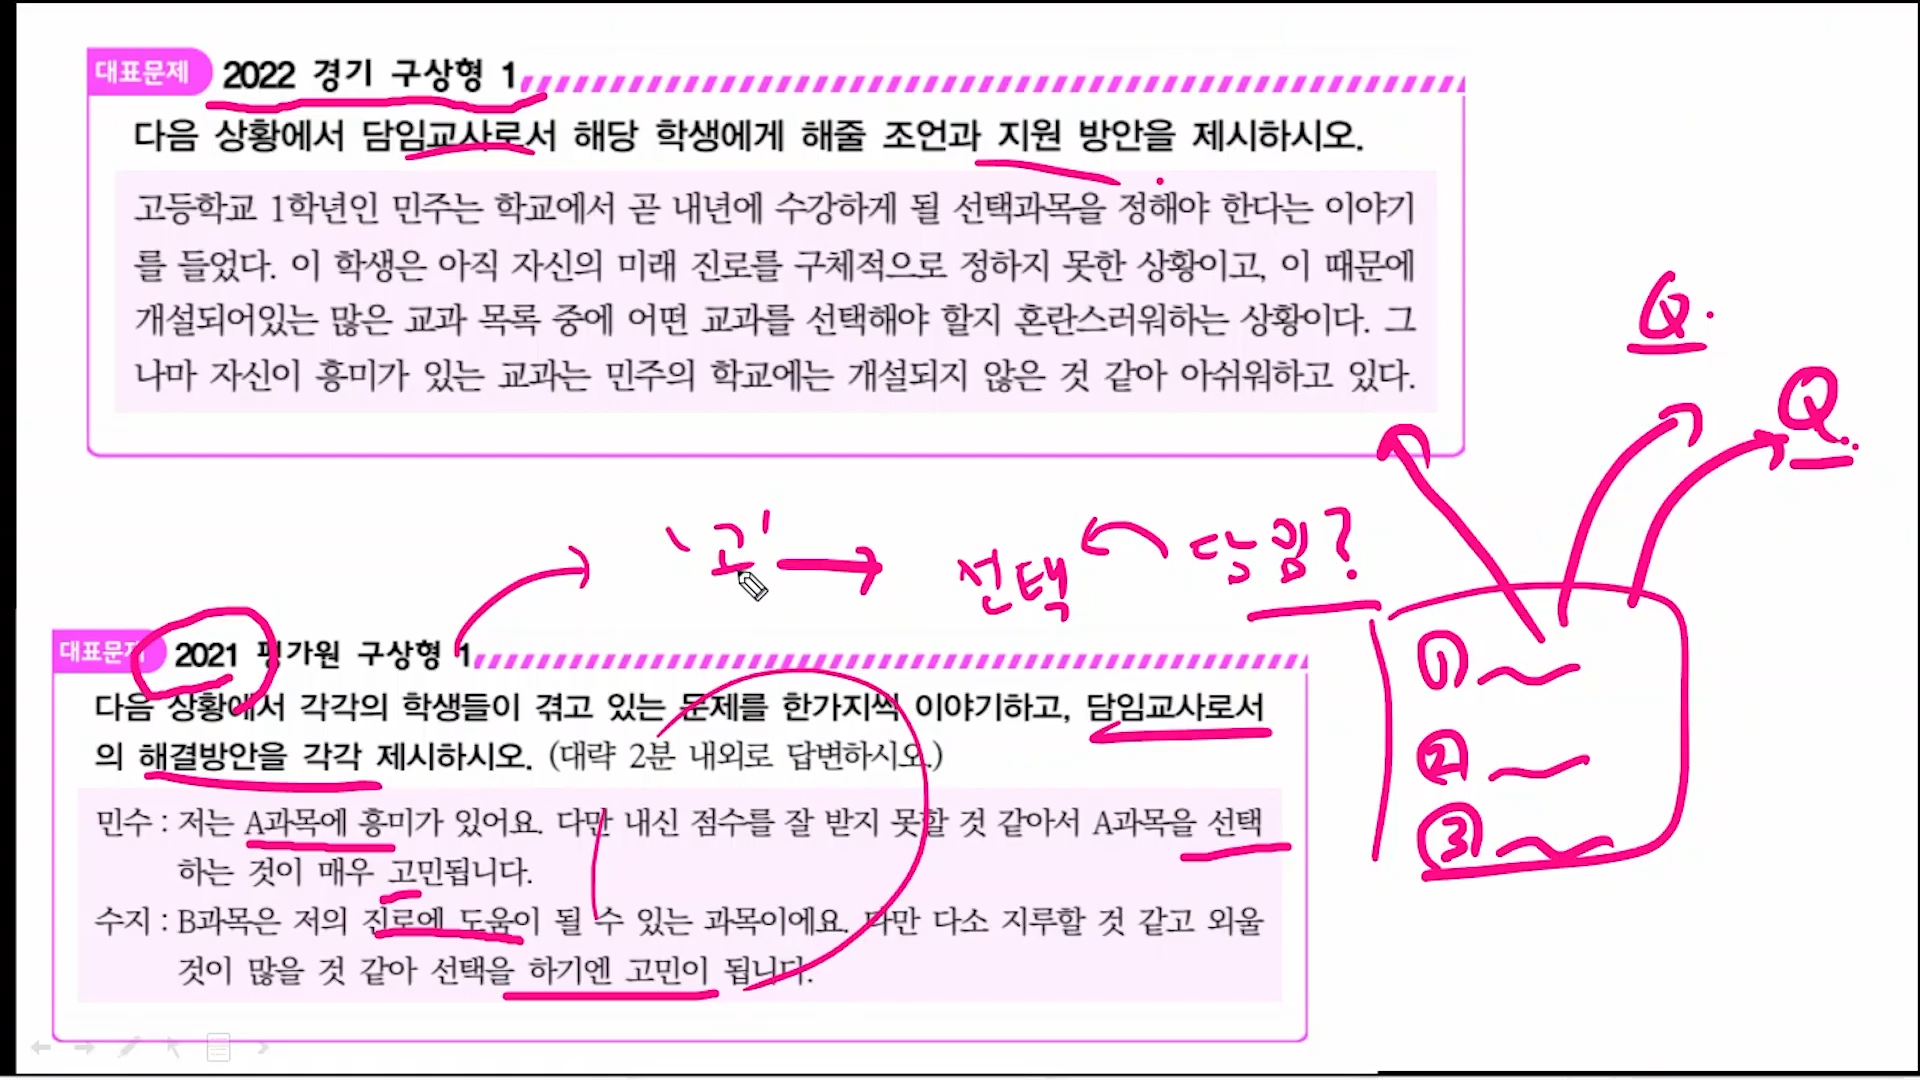 대표문제 2022 경기 구상형 1
다음 상황에서 담임교사로서 해당 학생에게 해줄 조언과 지원 방안을 제시하시오.
고등학교 1학년인 민주는 학교에서 곧 내년에 수강하게 될 선택과목을 정해야 한다는 이야기
를 들었다. 이 학생은 아직 자신의 미래 진로를 구체적으로 정하지 못한 상황이고, 이 때문에
개설되어있는 많은 교과 목록 중에 어떤 교과를 선택해야 할지 혼란스러워하는 상황이다. 그
나마 자신이 흥미가 있는 교과는 민주의 학교에는 개설되지 않은 것 같아 아쉬워하고 있다.
Q.
Q..
'고' → 선택 담임?
① 
② 
③ 
대표문제 2021 평가원 구상형 1
다음 상황에서 각각의 학생들이 겪고 있는 문제를 한가지씩 이야기하고, 담임교사로서
의 해결방안을 각각 제시하시오. (대략 2분 내외로 답변하시오.)
민수 : 저는 A과목에 흥미가 있어요. 다만 내신 점수를 잘 받지 못할 것 같아서 A과목을 선택
하는 것이 매우 고민됩니다.
수지 : B과목은 저의 진로에 도움이 될 수 있는 과목이에요. 다만 다소 지루할 것 같고 외울
것이 많을 것 같아 선택을 하기엔 고민이 됩니다.